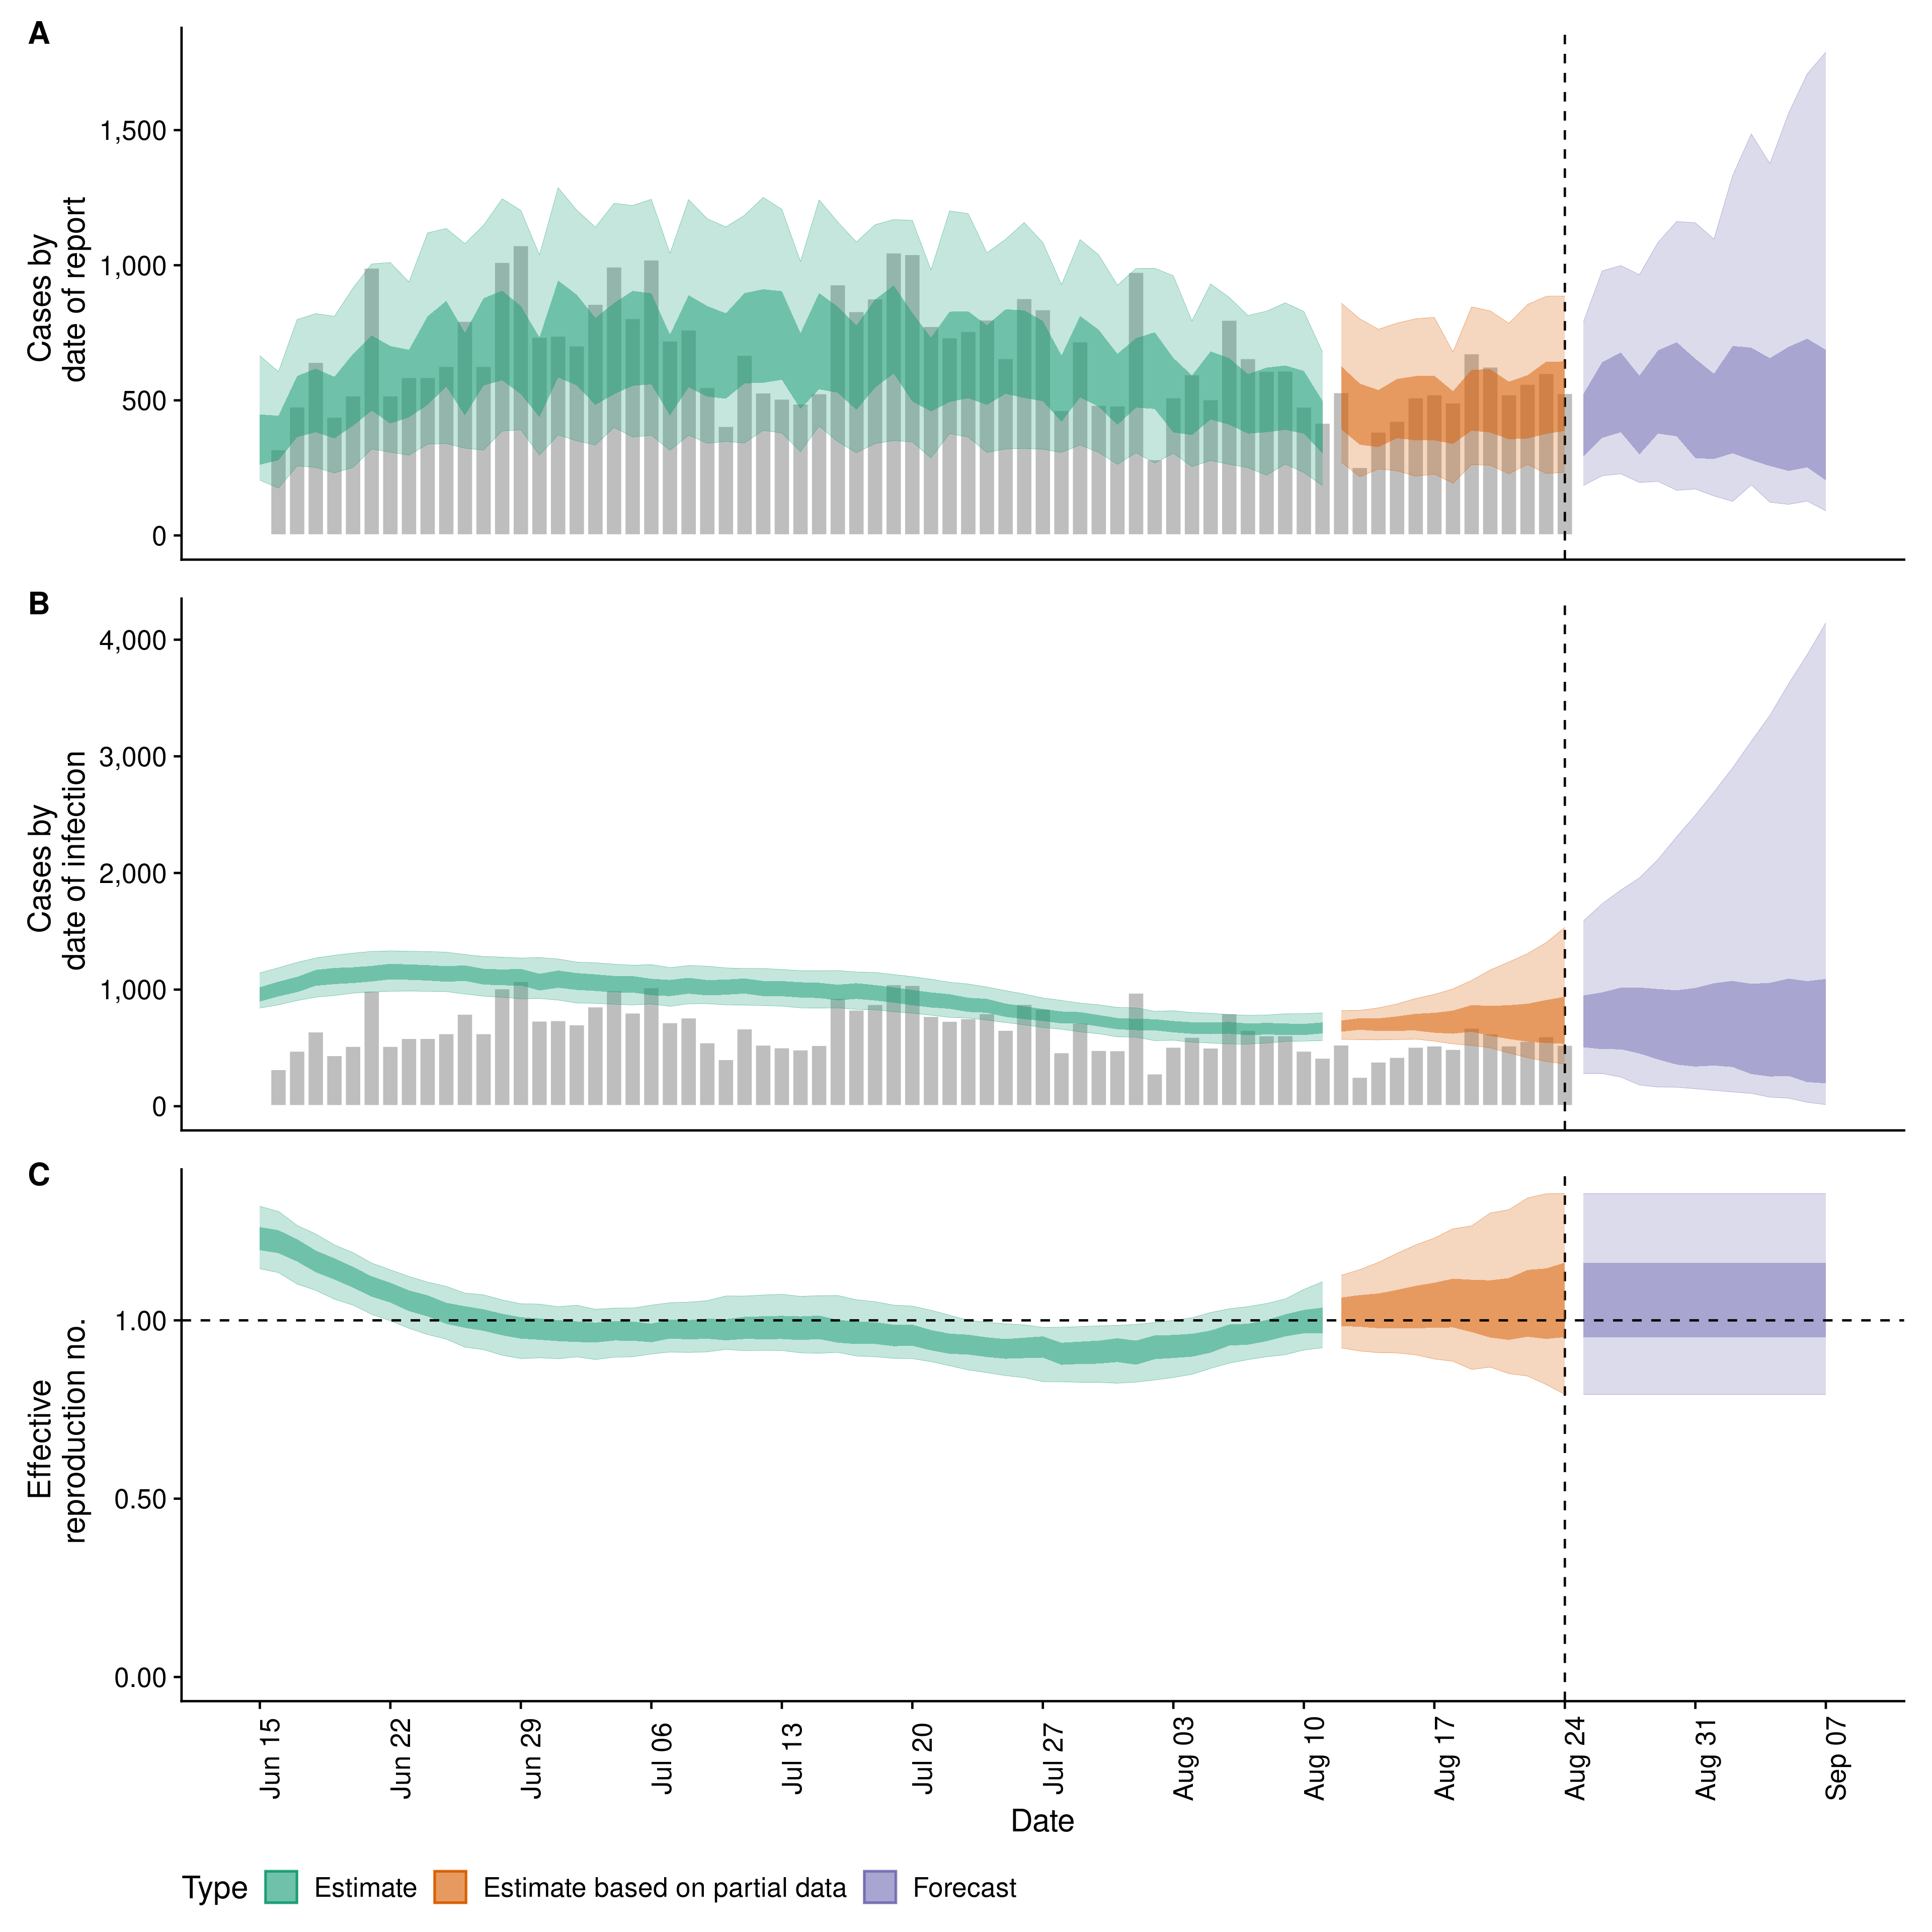 A
1,500
1,000
500
0
Cases by
date of report
B
4,000
3,000
2,000
1,000
0
Cases by
date of infection
C
1.00
0.50
0.00
Effective
reproduction no.
Jun 15
Jun 22
Jun 29
Jul 06
Jul 13
Jul 20
Jul 27
Aug 03
Aug 10
Aug 17
Aug 24
Aug 31
Sep 07
Date
Type Estimate Estimate based on partial data Forecast